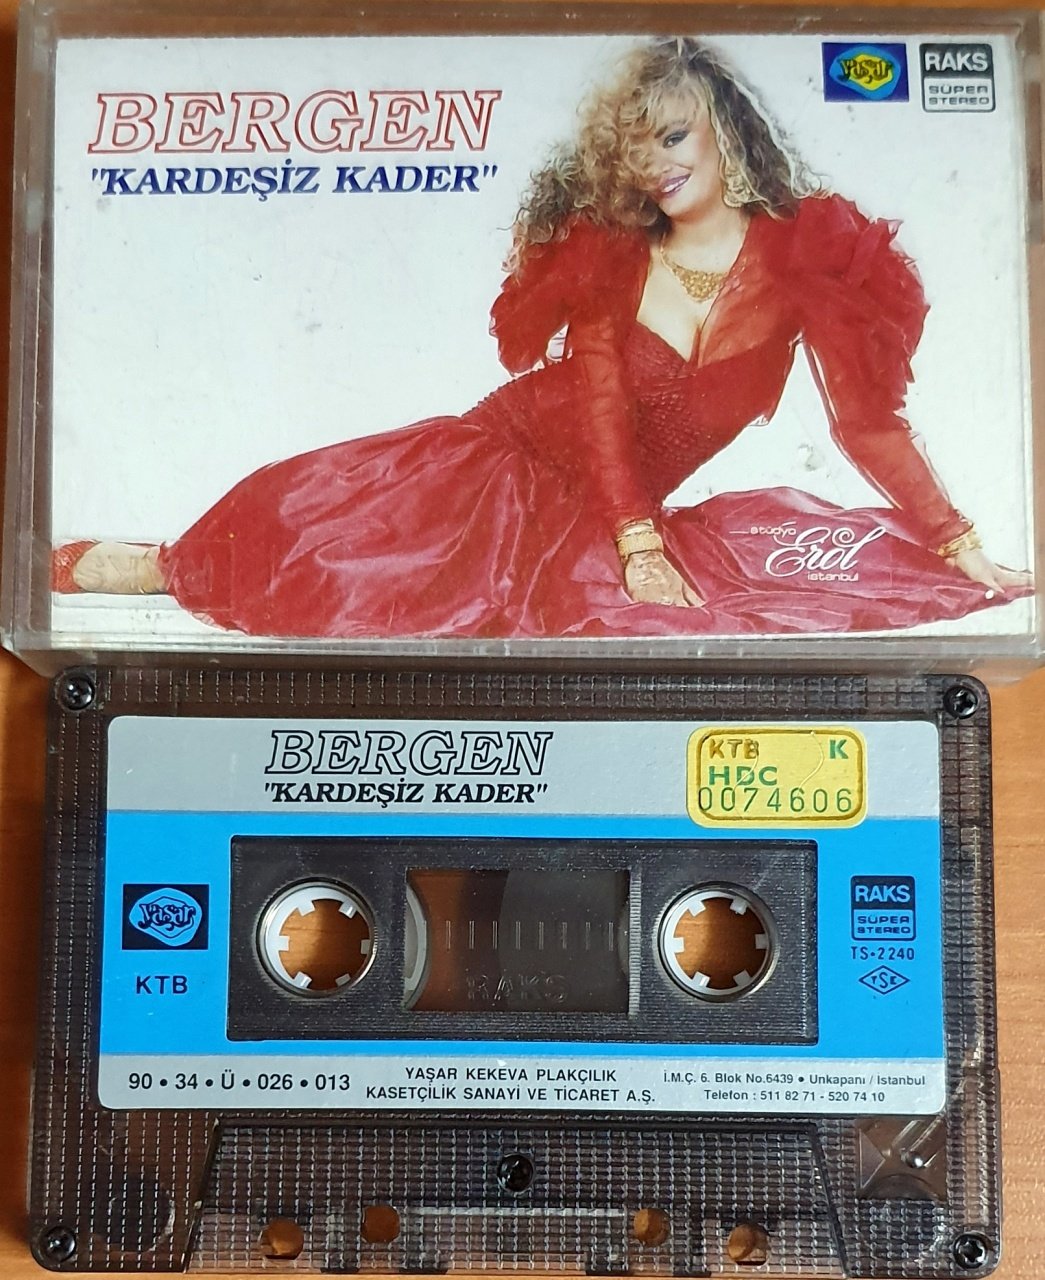 BERGEN
"KARDEŞİZ KADER"
yaşar
RAKS
SÜPER
STEREO
stüdyo
Erol
istanbul
BERGEN
"KARDEŞİZ KADER"
KTB K
HDC
0074606
yaşar
KTB
RAKS
RAKS
SÜPER
STEREO
TS-2240
TSE
90 • 34 • Ü • 026 • 013
YAŞAR KEKEVA PLAKÇILIK
KASETÇİLİK SANAYİ VE TİCARET A.Ş.
İ.M.Ç. 6. Blok No.6439 • Unkapanı / İstanbul
Telefon : 511 82 71 - 520 74 10